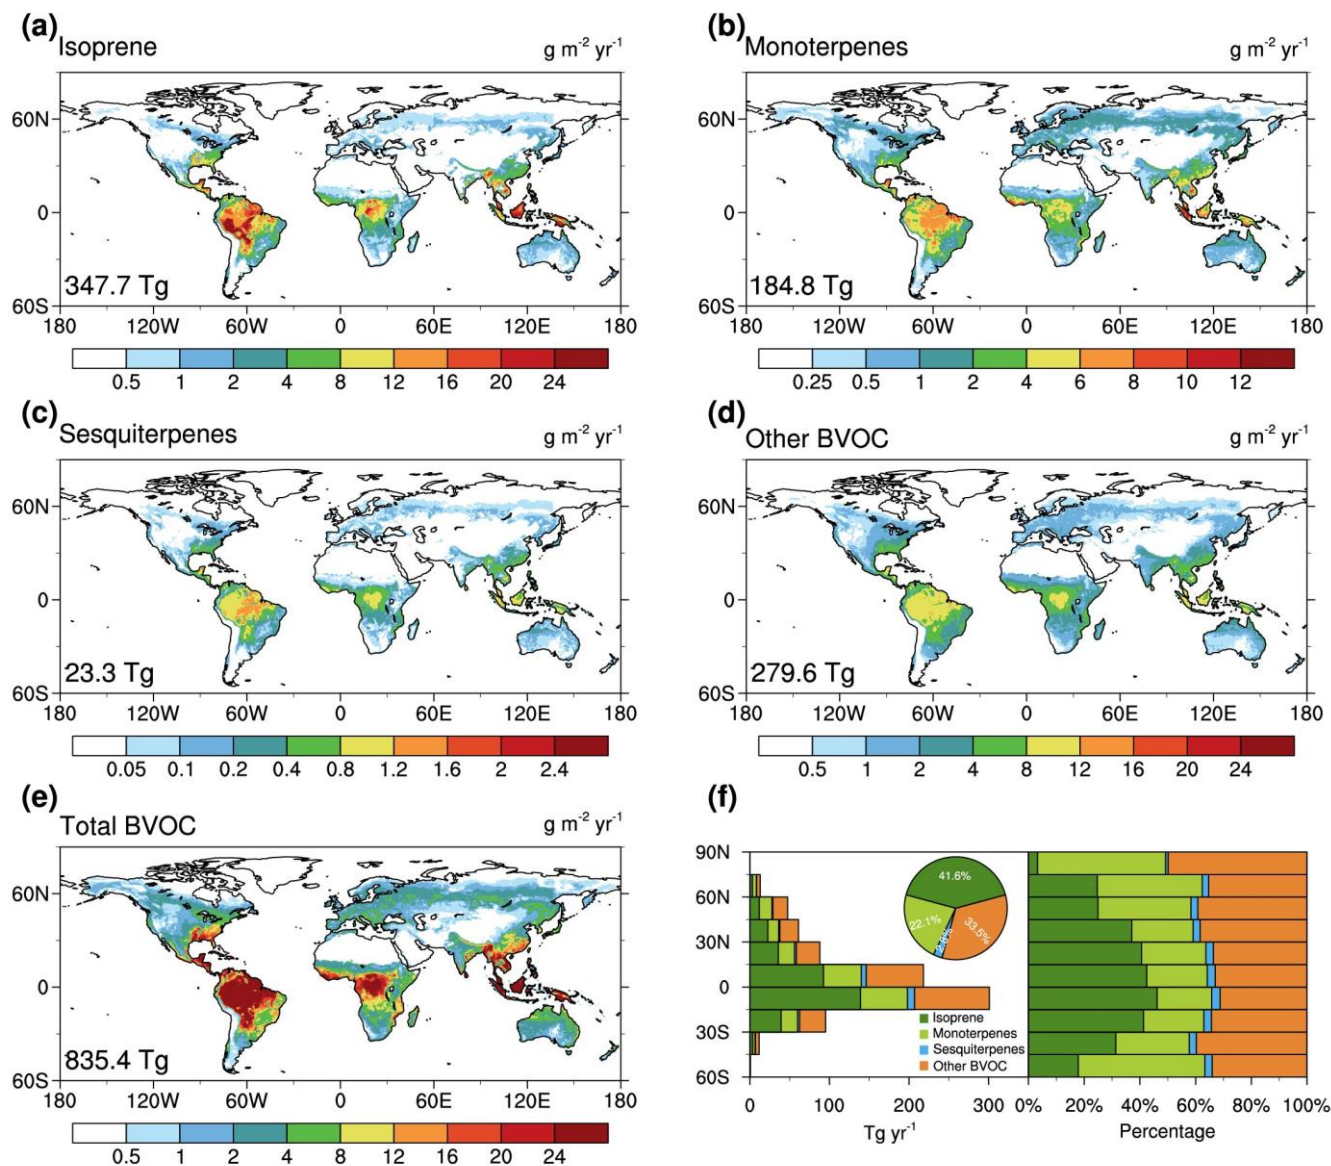 (a)
Isoprene g m⁻² yr⁻¹
60N
0
60S
347.7 Tg
180 120W 60W 0 60E 120E 180
0.5 1 2 4 8 12 16 20 24
(b)
Monoterpenes g m⁻² yr⁻¹
60N
0
60S
184.8 Tg
180 120W 60W 0 60E 120E 180
0.25 0.5 1 2 4 6 8 10 12
(c)
Sesquiterpenes g m⁻² yr⁻¹
60N
0
60S
23.3 Tg
180 120W 60W 0 60E 120E 180
0.05 0.1 0.2 0.4 0.8 1.2 1.6 2 2.4
(d)
Other BVOC g m⁻² yr⁻¹
60N
0
60S
279.6 Tg
180 120W 60W 0 60E 120E 180
0.5 1 2 4 8 12 16 20 24
(e)
Total BVOC g m⁻² yr⁻¹
60N
0
60S
835.4 Tg
180 120W 60W 0 60E 120E 180
0.5 1 2 4 8 12 16 20 24
(f)
90N
60N
30N
0
30S
60S
41.6%
22.1%
33.5%
Isoprene
Monoterpenes
Sesquiterpenes
Other BVOC
0 100 200 300 0% 20% 40% 60% 80% 100%
Tg yr⁻¹ Percentage